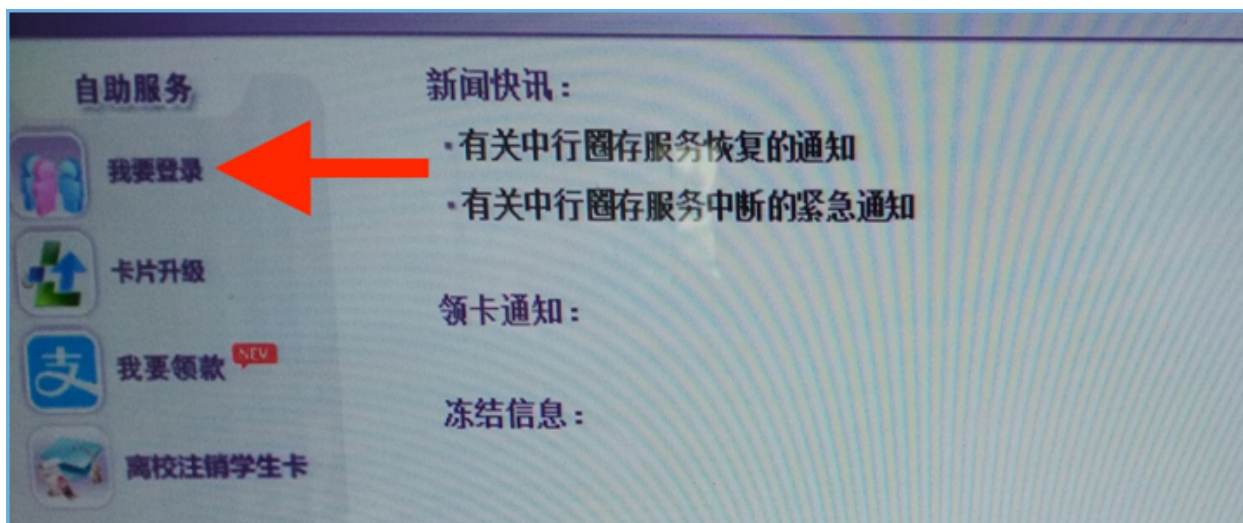 自助服务
我要登录
卡片升级
支
我要领款 NEW
离校注销学生卡
新闻快讯：
·有关中行圈存服务恢复的通知
·有关中行圈存服务中断的紧急通知
领卡通知：
冻结信息：